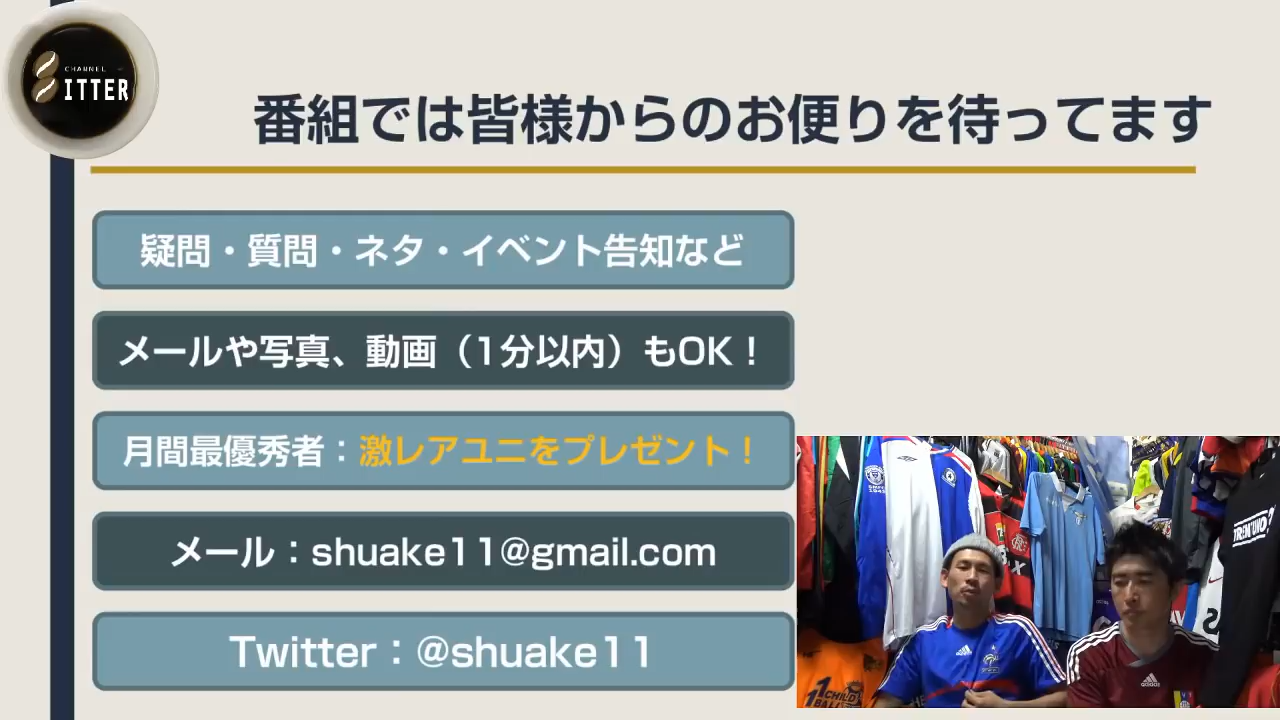 CHANNEL
ITTER
番組では皆様からのお便りを待ってます
疑問・質問・ネタ・イベント告知など
メールや写真、動画（1分以内）もOK！
月間最優秀者：激レアユニをプレゼント！
メール：shuake11@gmail.com
Twitter：@shuake11
adidas